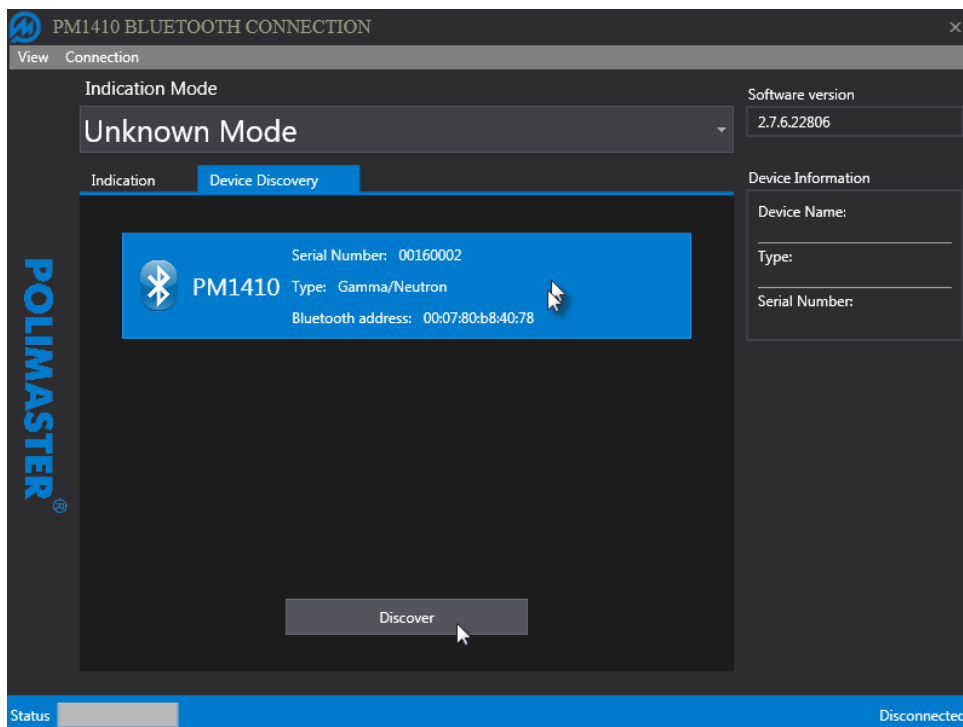 PM1410 BLUETOOTH CONNECTION
View Connection
Indication Mode
Unknown Mode
Indication Device Discovery
PM1410
Serial Number: 00160002
Type: Gamma/Neutron
Bluetooth address: 00:07:80:b8:40:78
Discover
Software version
2.7.6.22806
Device Information
Device Name:
Type:
Serial Number:
POLIMASTER®
Status
Disconnected